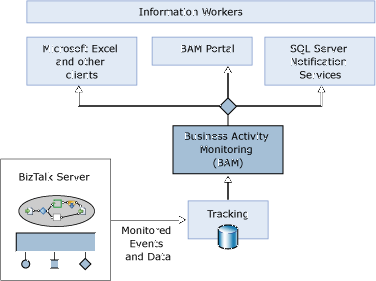 Information Workers
Microsoft Excel
and other
clients
BAM Portal
SQL Server
Notification
Services
Business Activity
Monitoring
(BAM)
BizTalk Server
Tracking
Monitored
Events
and Data